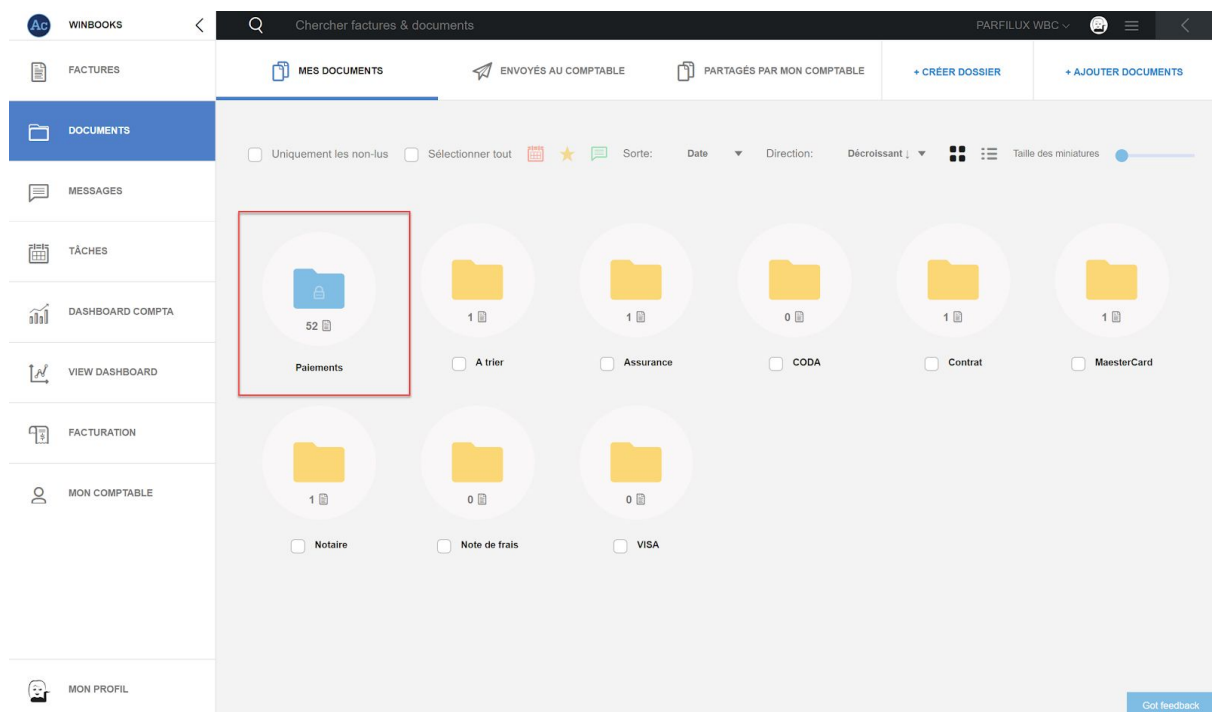 Ac WINBOOKS
Chercher factures & documents
PARFILUX WBC
FACTURES
MES DOCUMENTS
ENVOYÉS AU COMPTABLE
PARTAGÉS PAR MON COMPTABLE
+ CRÉER DOSSIER
+ AJOUTER DOCUMENTS
DOCUMENTS
Uniquement les non-lus
Sélectionner tout
Sorte: Date
Direction: Décroissant ↓
Taille des miniatures
MESSAGES
TÂCHES
DASHBOARD COMPTA
VIEW DASHBOARD
FACTURATION
MON COMPTABLE
52
1
1
0
1
1
Paiements
A trier
Assurance
CODA
Contrat
MaesterCard
1
0
0
Notaire
Note de frais
VISA
MON PROFIL
Got feedback